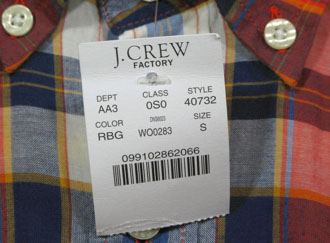 J.CREW
FACTORY
DEPT CLASS STYLE
AA3 0S0 40732
COLOR SIZE
RBG WO0283 S
099102862066